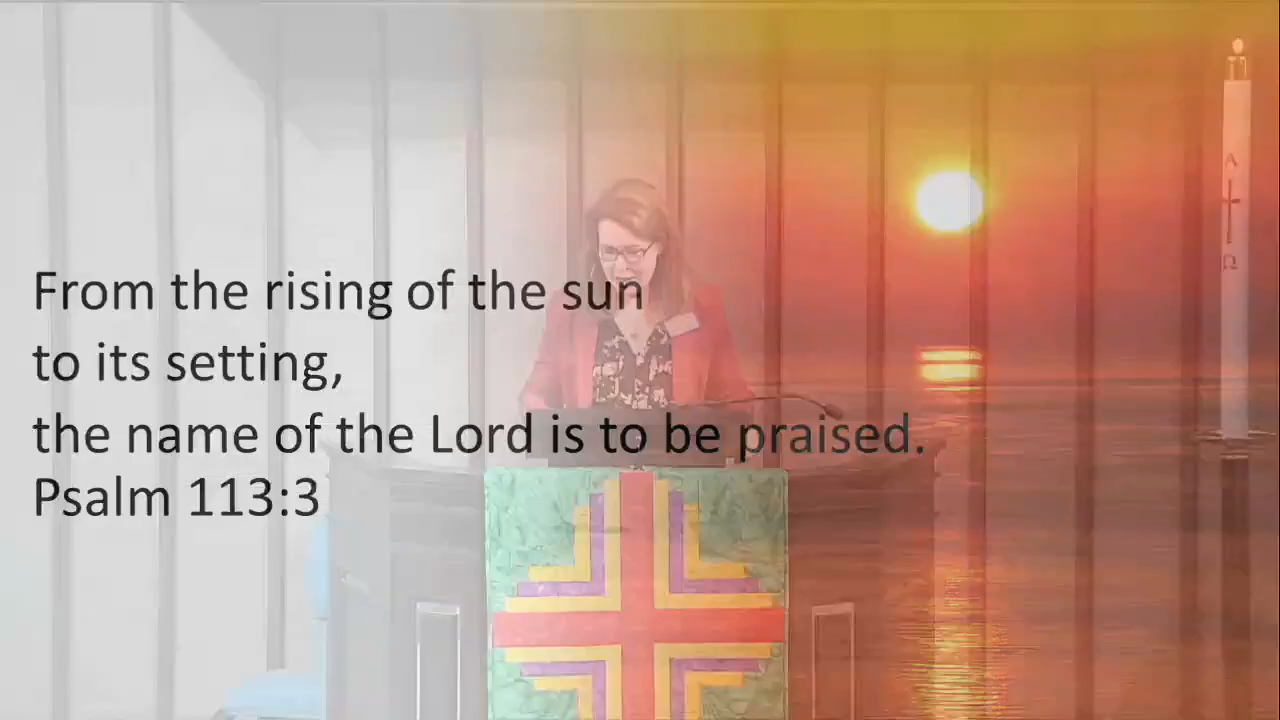 From the rising of the sun
to its setting,
the name of the Lord is to be praised.
Psalm 113:3
Α
Ω